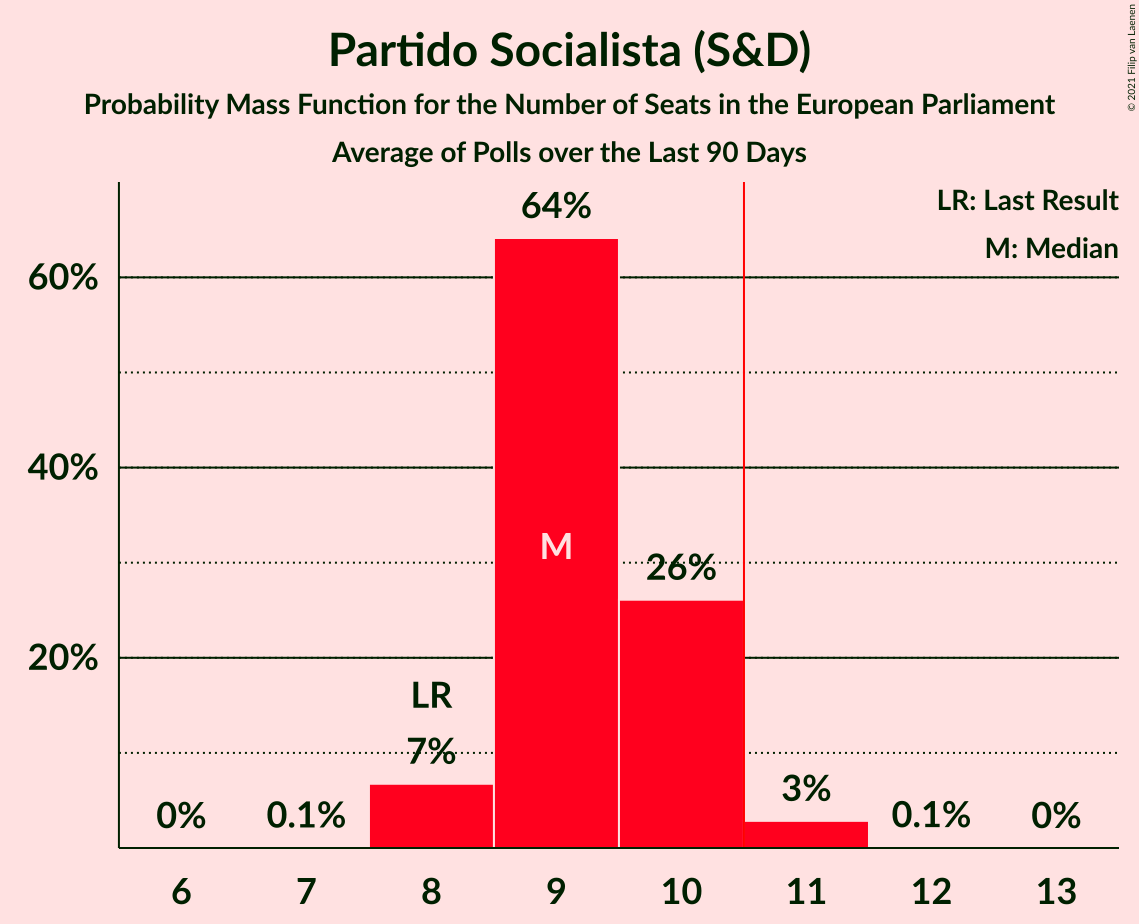 Partido Socialista (S&D)
Probability Mass Function for the Number of Seats in the European Parliament
Average of Polls over the Last 90 Days
© 2021 Filip van Laenen
LR: Last Result
M: Median
60%
40%
20%
0%
0.1%
LR
7%
64%
M
26%
3%
0.1%
0%
6 7 8 9 10 11 12 13